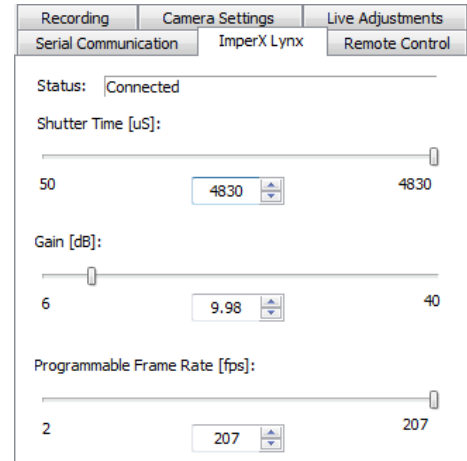 Recording Camera Settings Live Adjustments
Serial Communication ImperX Lynx Remote Control
Status: Connected
Shutter Time [uS]:
50 4830 4830
Gain [dB]:
6 9.98 40
Programmable Frame Rate [fps]:
2 207 207